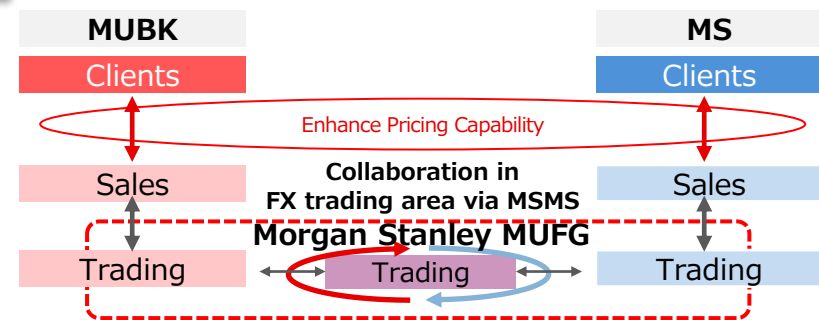 MUBK
MS
Clients
Clients
Enhance Pricing Capability
Sales
Collaboration in
FX trading area via MSMS
Sales
Morgan Stanley MUFG
Trading
Trading
Trading